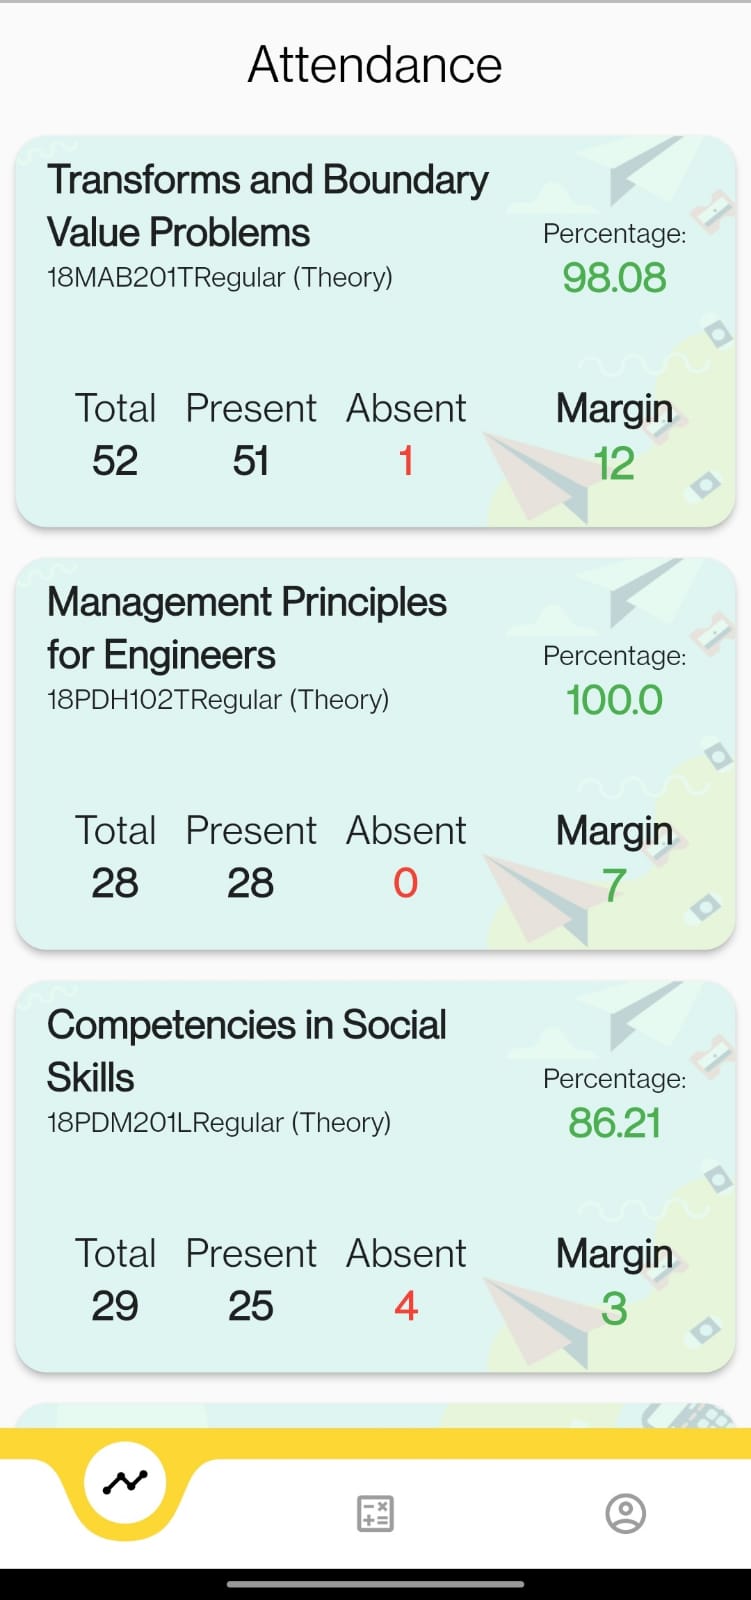 Attendance
Transforms and Boundary
Value Problems
18MAB201TRegular (Theory)
Percentage:
98.08
Total Present Absent Margin
52 51 1 12
Management Principles
for Engineers
18PDH102TRegular (Theory)
Percentage:
100.0
Total Present Absent Margin
28 28 0 7
Competencies in Social
Skills
18PDM201LRegular (Theory)
Percentage:
86.21
Total Present Absent Margin
29 25 4 3